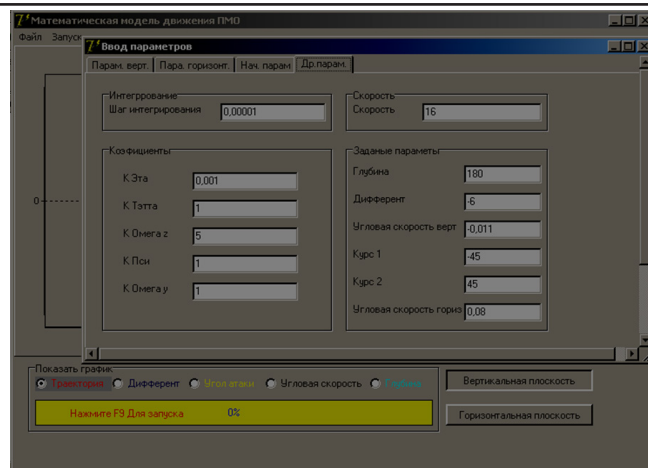 Математическая модель движения ПМО
Файл Запуск
Ввод параметров
Парам. верт. Пара. горизонт. Нач. парам Др.парам.
Интеггрование
Шаг интегрирования 0,00001
Скорость
Скорость 16
Коэфициенты
К Эта 0,001
К Тэтта 1
К Омега z 5
К Пси 1
К Омега y 1
Заданые параметы
Глубина 180
Дифферент -6
Угловая скорость верт -0,011
Курс 1 -45
Курс 2 45
Угловая скорость гориз 0,08
0
Показать график
Траектория Дифферент Угол атаки Угловая скорость Глубина
Вертикальная плоскость
Нажмите F9 Для запуска 0%
Горизонтальная плоскость